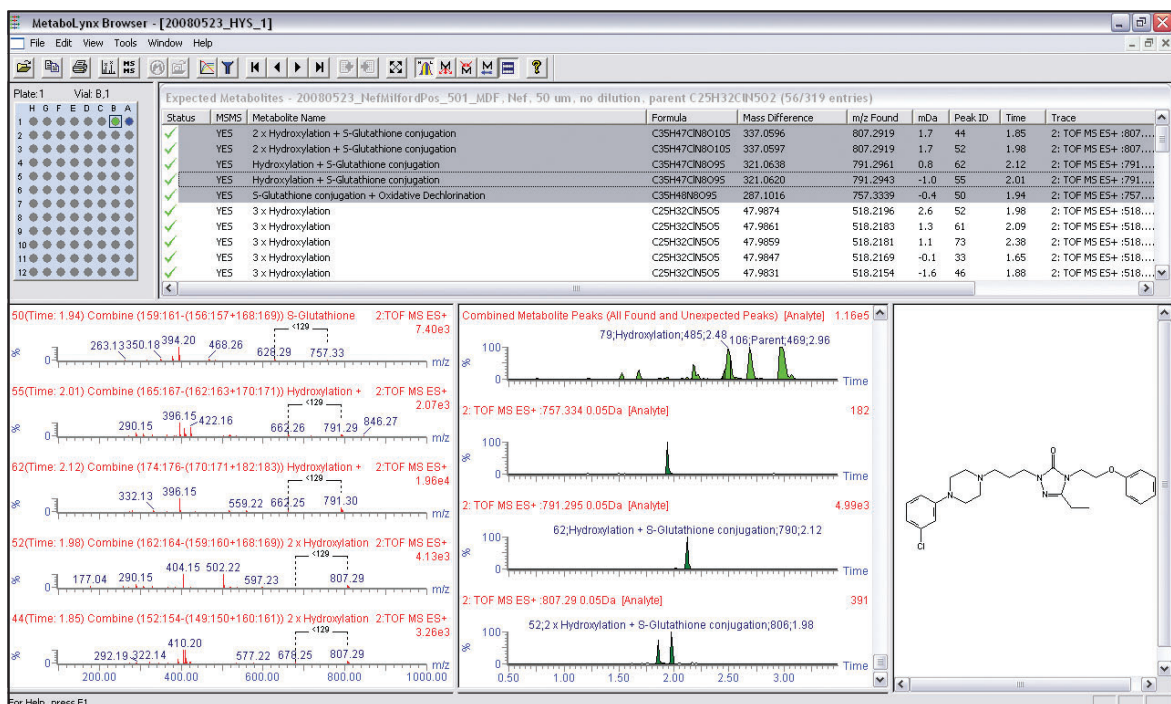 MetaboLynx Browser - [20080523_HYS_1]
File Edit View Tools Window Help
Plate:1 Vial: B,1
H G F E D C B A
1
2
3
4
5
6
7
8
9
10
11
12
Expected Metabolites - 20080523_NefMilfordPos_501_MDF, Nef, 50 um, no dilution, parent C25H32ClN5O2 (56/319 entries)
Status MSMS Metabolite Name Formula Mass Difference m/z Found mDa Peak ID Time Trace
YES 2 x Hydroxylation + S-Glutathione conjugation C35H47ClN8O10S 337.0596 807.2919 1.7 44 1.85 2: TOF MS ES+ :807....
YES 2 x Hydroxylation + S-Glutathione conjugation C35H47ClN8O10S 337.0597 807.2919 1.7 52 1.98 2: TOF MS ES+ :807....
YES Hydroxylation + S-Glutathione conjugation C35H47ClN8O9S 321.0638 791.2961 0.8 62 2.12 2: TOF MS ES+ :791....
YES Hydroxylation + S-Glutathione conjugation C35H47ClN8O9S 321.0620 791.2943 -1.0 55 2.01 2: TOF MS ES+ :791....
YES S-Glutathione conjugation + Oxidative Dechlorination C35H48N8O9S 287.1016 757.3339 -0.4 50 1.94 2: TOF MS ES+ :757....
YES 3 x Hydroxylation C25H32ClN5O5 47.9874 518.2196 2.6 52 1.98 2: TOF MS ES+ :518....
YES 3 x Hydroxylation C25H32ClN5O5 47.9861 518.2183 1.3 61 2.09 2: TOF MS ES+ :518....
YES 3 x Hydroxylation C25H32ClN5O5 47.9859 518.2181 1.1 73 2.38 2: TOF MS ES+ :518....
YES 3 x Hydroxylation C25H32ClN5O5 47.9847 518.2169 -0.1 33 1.65 2: TOF MS ES+ :518....
YES 3 x Hydroxylation C25H32ClN5O5 47.9831 518.2154 -1.6 46 1.88 2: TOF MS ES+ :518....
50(Time: 1.94) Combine (159:161-(156:157+168:169)) S-Glutathione 2:TOF MS ES+
7.40e3
<129
263.13 350.18 394.20 468.26 628.29 757.33
% 0 m/z
55(Time: 2.01) Combine (165:167-(162:163+170:171)) Hydroxylation + 2:TOF MS ES+
2.07e3
<129
290.15 396.15 422.16 662.26 791.29 846.27
% 0 m/z
62(Time: 2.12) Combine (174:176-(170:171+182:183)) Hydroxylation + 2:TOF MS ES+
1.96e4
<129
332.13 396.15 559.22 662.25 791.30
% 0 m/z
52(Time: 1.98) Combine (162:164-(159:160+168:169)) 2 x Hydroxylation 2:TOF MS ES+
4.13e3
<129
177.04 290.15 404.15 502.22 597.23 807.29
% 0 m/z
44(Time: 1.85) Combine (152:154-(149:150+160:161)) 2 x Hydroxylation 2:TOF MS ES+
3.26e3
<129
292.19 322.14 410.20 577.22 678.25 807.29
% 0 m/z
200.00 400.00 600.00 800.00 1000.00
Combined Metabolite Peaks (All Found and Unexpected Peaks) [Analyte] 1.16e5
79;Hydroxylation;485;2.48 106;Parent;469;2.96
100
% 0 Time
2: TOF MS ES+ :757.334 0.05Da [Analyte] 182
100
% 0 Time
2: TOF MS ES+ :791.295 0.05Da [Analyte] 4.99e3
62;Hydroxylation + S-Glutathione conjugation;790;2.12
100
% 0 Time
2: TOF MS ES+ :807.29 0.05Da [Analyte] 391
52;2 x Hydroxylation + S-Glutathione conjugation;806;1.98
100
% 0 Time
0.50 1.00 1.50 2.00 2.50 3.00
O
N
N
N
N
N
O
Cl
For Help, press F1